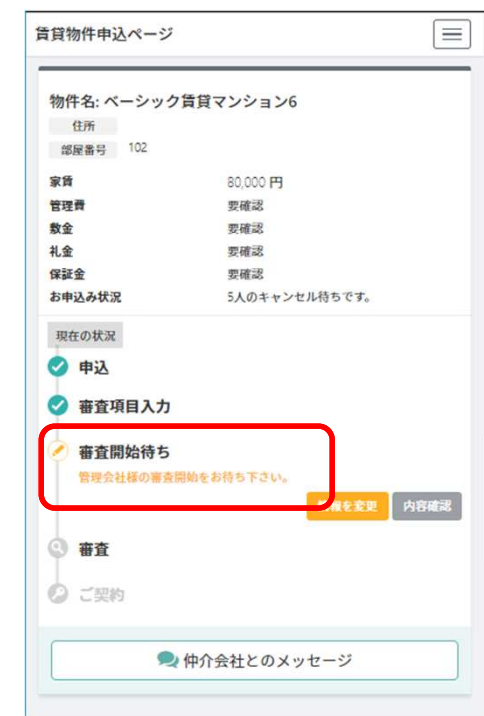 賃貸物件申込ページ
物件名: ベーシック賃貸マンション6
住所
部屋番号 102
家賃 80,000 円
管理費 要確認
敷金 要確認
礼金 要確認
保証金 要確認
お申込み状況 5人のキャンセル待ちです。
現在の状況
申込
審査項目入力
審査開始待ち
管理会社様の審査開始をお待ち下さい。
情報を変更 内容確認
審査
ご契約
仲介会社とのメッセージ